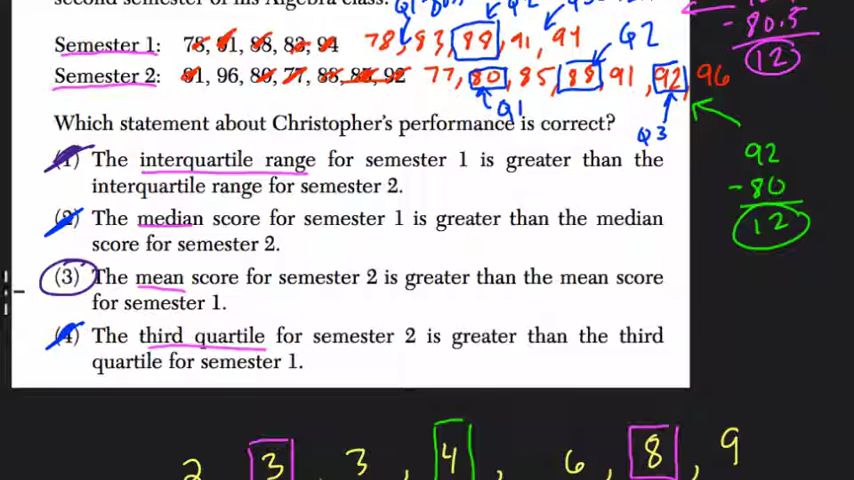 second semester of his Algebra class.
Q2
- 80.5
12
Semester 1: 78, 91, 88, 83, 94 78, 83, 88, 91, 94
Q2
Semester 2: 91, 96, 80, 77, 88, 85, 92 77, 80, 85, 88, 91, 92, 96
Q1
Q3
Which statement about Christopher's performance is correct?
92
- 80
12
(1) The interquartile range for semester 1 is greater than the
interquartile range for semester 2.
(2) The median score for semester 1 is greater than the median
score for semester 2.
(3) The mean score for semester 2 is greater than the mean score
for semester 1.
(4) The third quartile for semester 2 is greater than the third
quartile for semester 1.
2, 3, 3, 4, 6, 8, 9